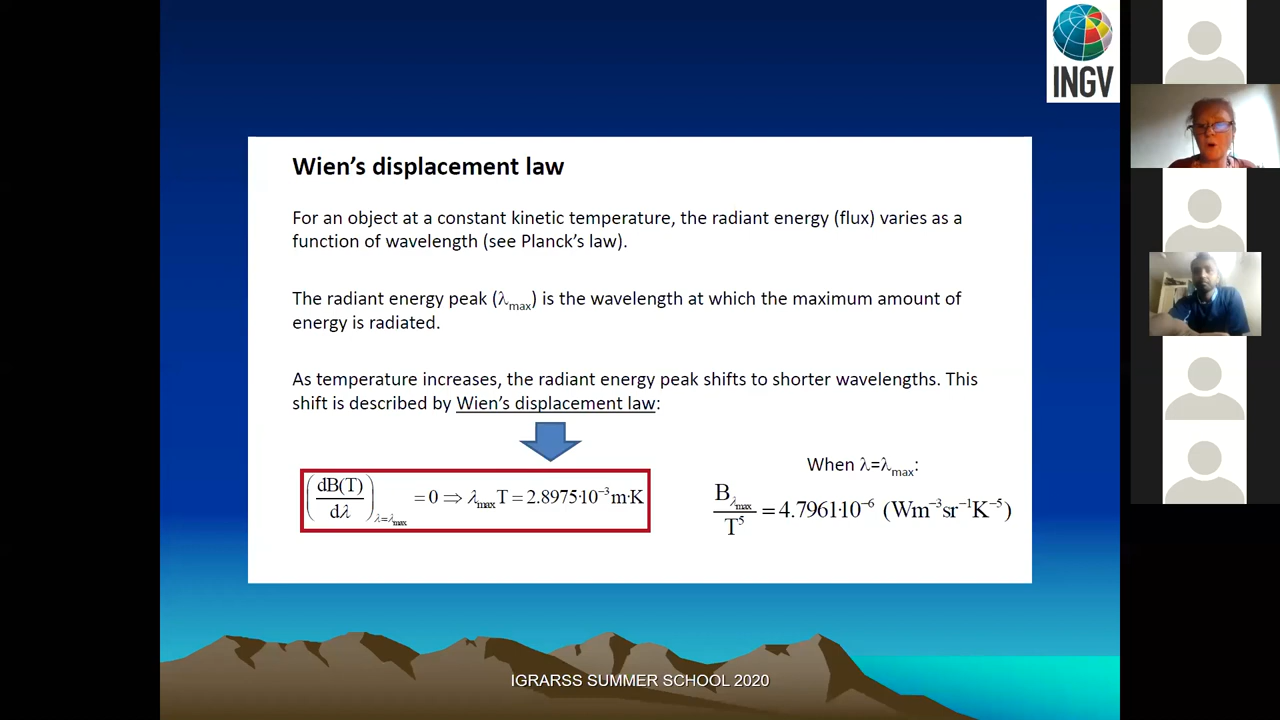 INGV
Wien’s displacement law
For an object at a constant kinetic temperature, the radiant energy (flux) varies as a
function of wavelength (see Planck’s law).
The radiant energy peak (λmax) is the wavelength at which the maximum amount of
energy is radiated.
As temperature increases, the radiant energy peak shifts to shorter wavelengths. This
shift is described by Wien’s displacement law:
(dB(T)/dλ)λ=λmax = 0 ⇒ λmaxT = 2.8975·10⁻³ m·K
When λ=λmax:
Bλmax/T⁵ = 4.7961·10⁻⁶ (Wm⁻³sr⁻¹K⁻⁵)
IGRARSS SUMMER SCHOOL 2020